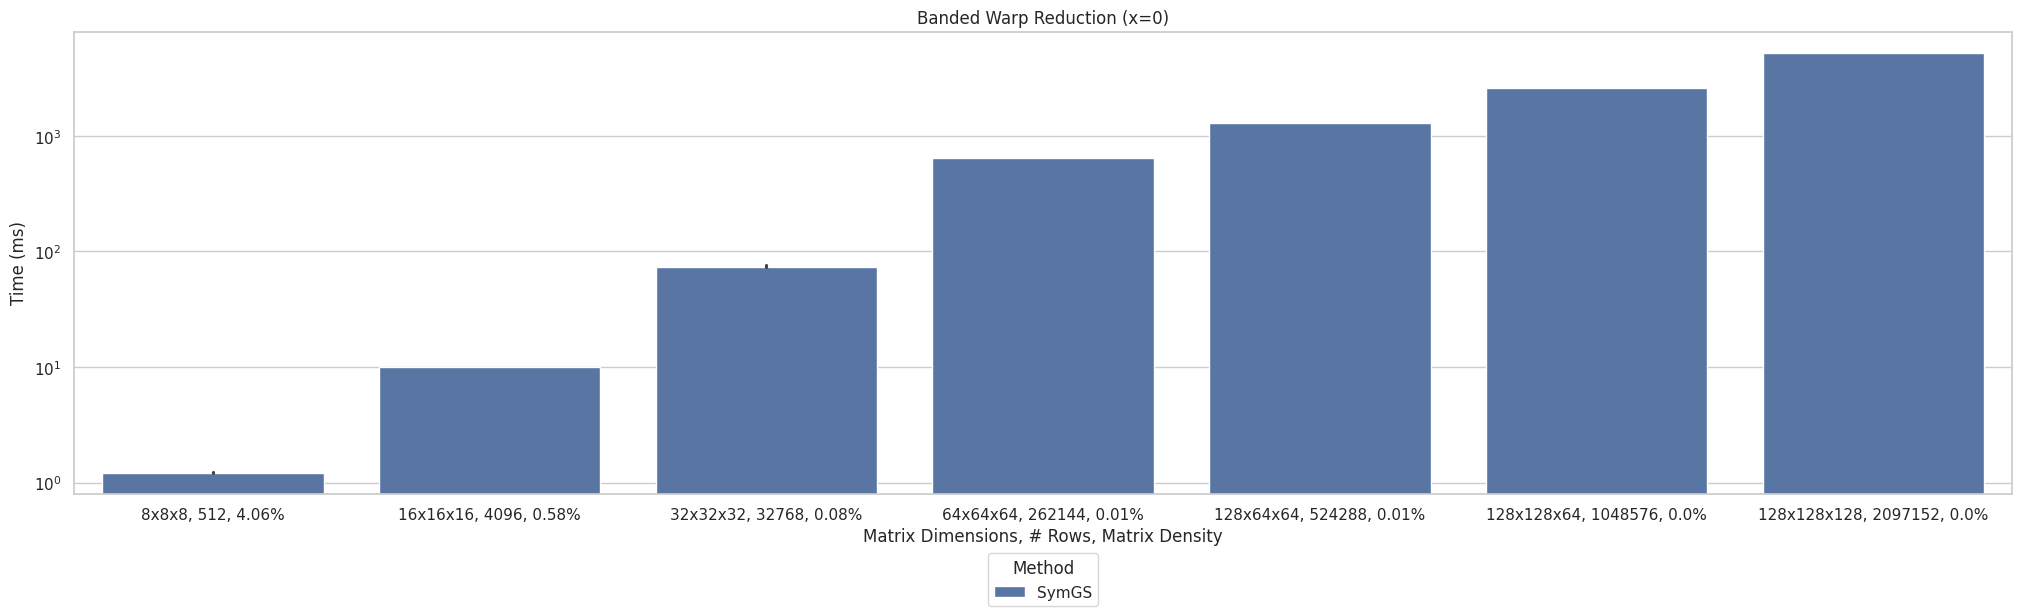 Banded Warp Reduction (x=0)
Time (ms)
10³
10²
10¹
10⁰
8x8x8, 512, 4.06%
16x16x16, 4096, 0.58%
32x32x32, 32768, 0.08%
64x64x64, 262144, 0.01%
128x64x64, 524288, 0.01%
128x128x64, 1048576, 0.0%
128x128x128, 2097152, 0.0%
Matrix Dimensions, # Rows, Matrix Density
Method
SymGS